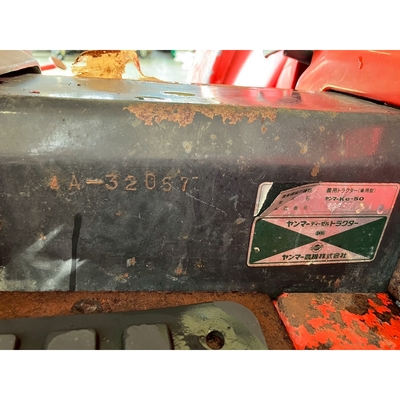 1A-32067
農用トラクター(乗用型)
ヤンマーKe-50
ヤンマーディーゼルトラクター
ヤンマー農機株式会社